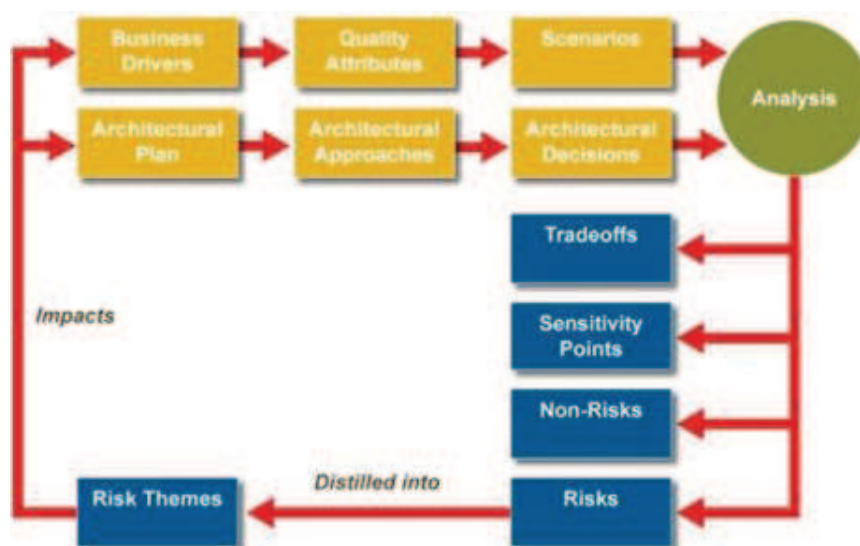 Business
Drivers
Quality
Attributes
Scenarios
Analysis
Architectural
Plan
Architectural
Approaches
Architectural
Decisions
Tradeoffs
Impacts
Sensitivity
Points
Non-Risks
Distilled into
Risk Themes
Risks